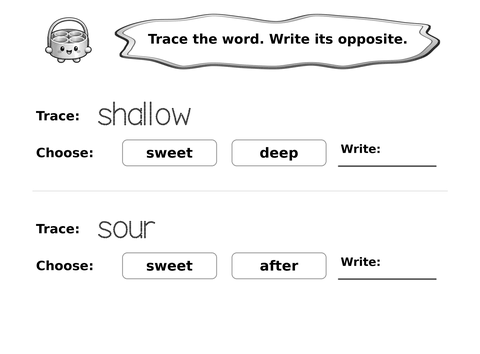 Trace the word. Write its opposite.
Trace: shallow
Choose: sweet deep Write:
Trace: sour
Choose: sweet after Write: